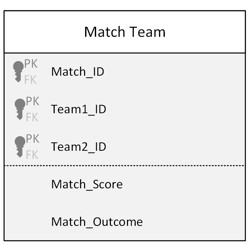 Match Team
PK
FK
Match_ID
PK
FK
Team1_ID
PK
FK
Team2_ID
Match_Score
Match_Outcome